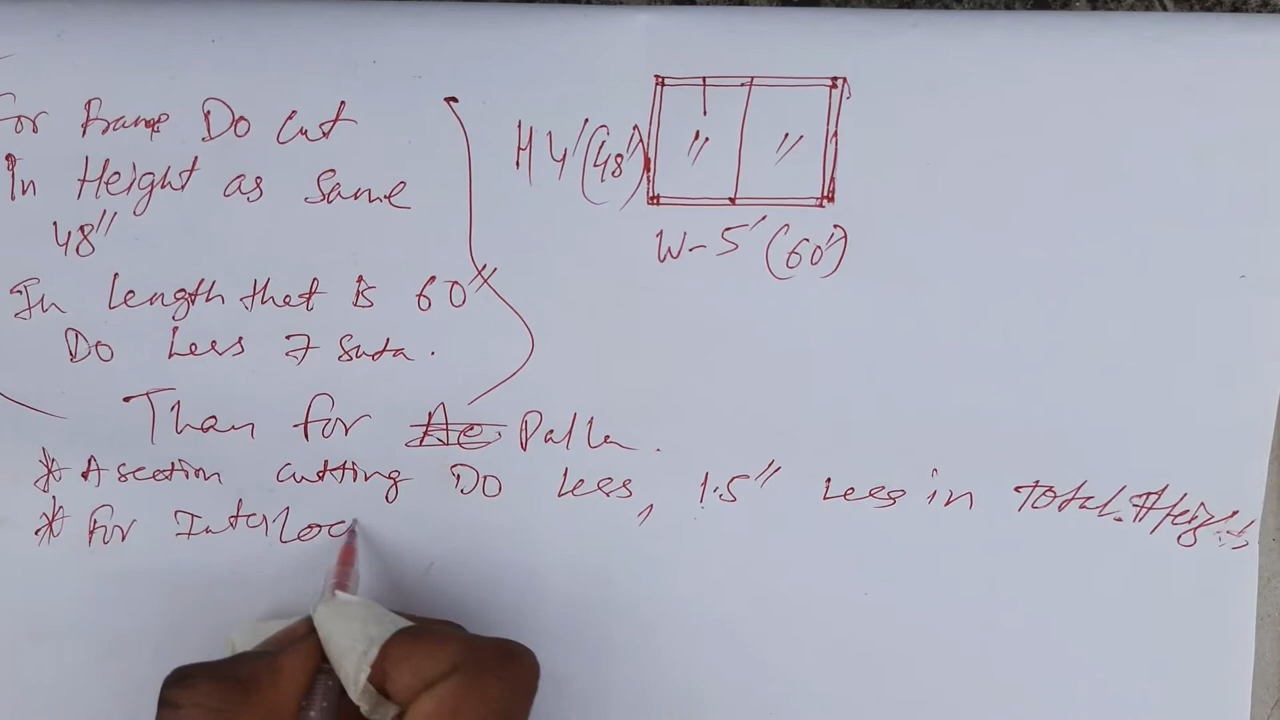 For Frame Do cut
In Height as Same
48"
In length that is 60"
Do Less 7 Suta.
Than for Palla.
* A section cutting Do Less, 1.5" Less in Total. Height
* For InterLoc
H 4' (48")
W- 5' (60")